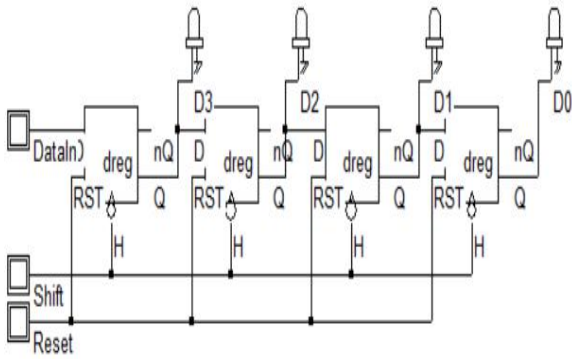 D3 D2 D1 D0
DataIn) nQ D nQ D nQ D nQ
dreg dreg dreg dreg
RST Q RST Q RST Q RST Q
H H H H
Shift
Reset